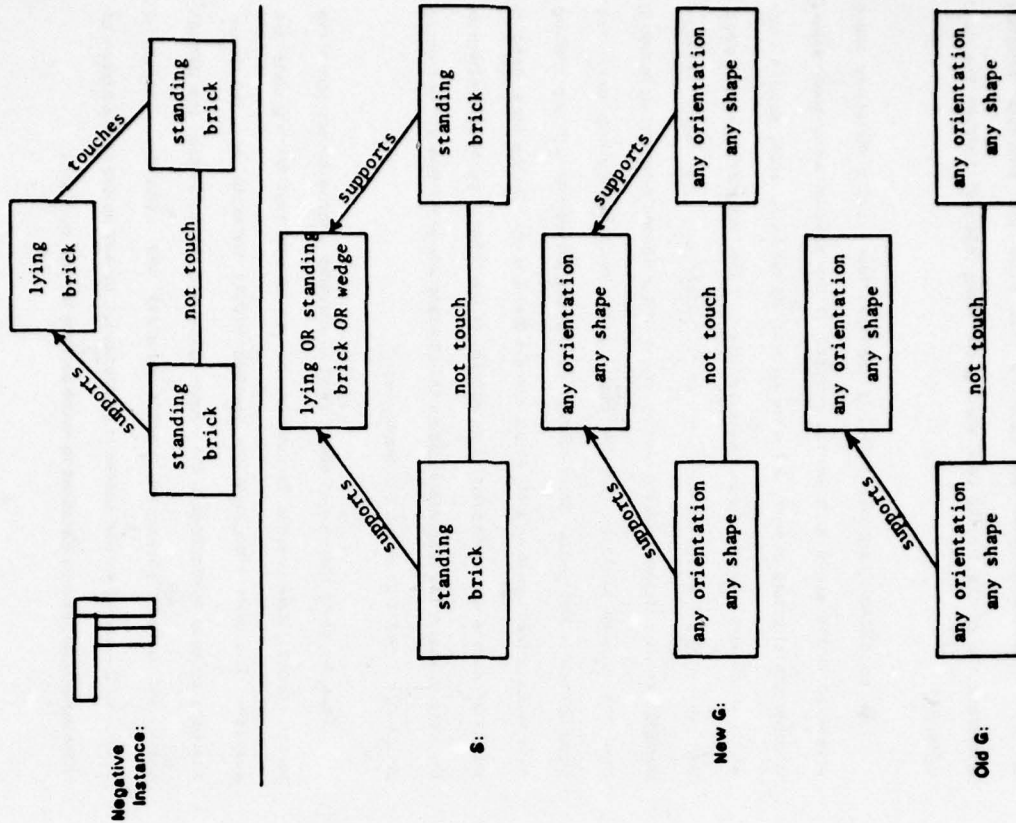 Negative
Instance:
lying
brick
supports
touches
standing
brick
not touch
standing
brick
S:
lying OR standing
brick OR wedge
supports
supports
standing
brick
not touch
standing
brick
New G:
any orientation
any shape
supports
supports
any orientation
any shape
not touch
any orientation
any shape
Old G:
any orientation
any shape
supports
any orientation
any shape
not touch
any orientation
any shape